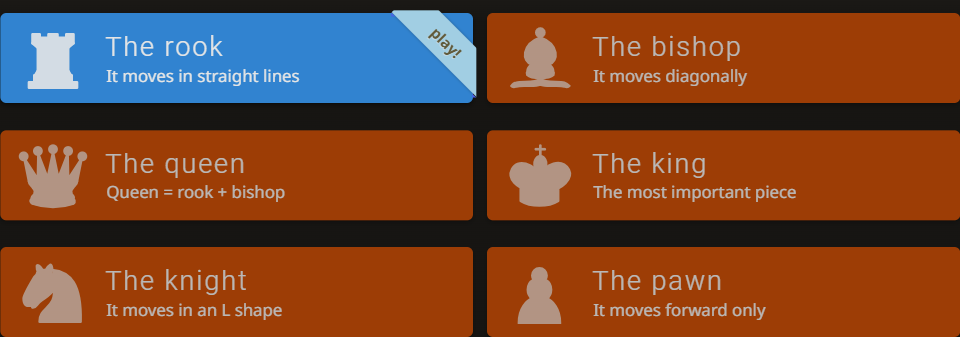 The rook
It moves in straight lines
play!
The bishop
It moves diagonally
The queen
Queen = rook + bishop
The king
The most important piece
The knight
It moves in an L shape
The pawn
It moves forward only